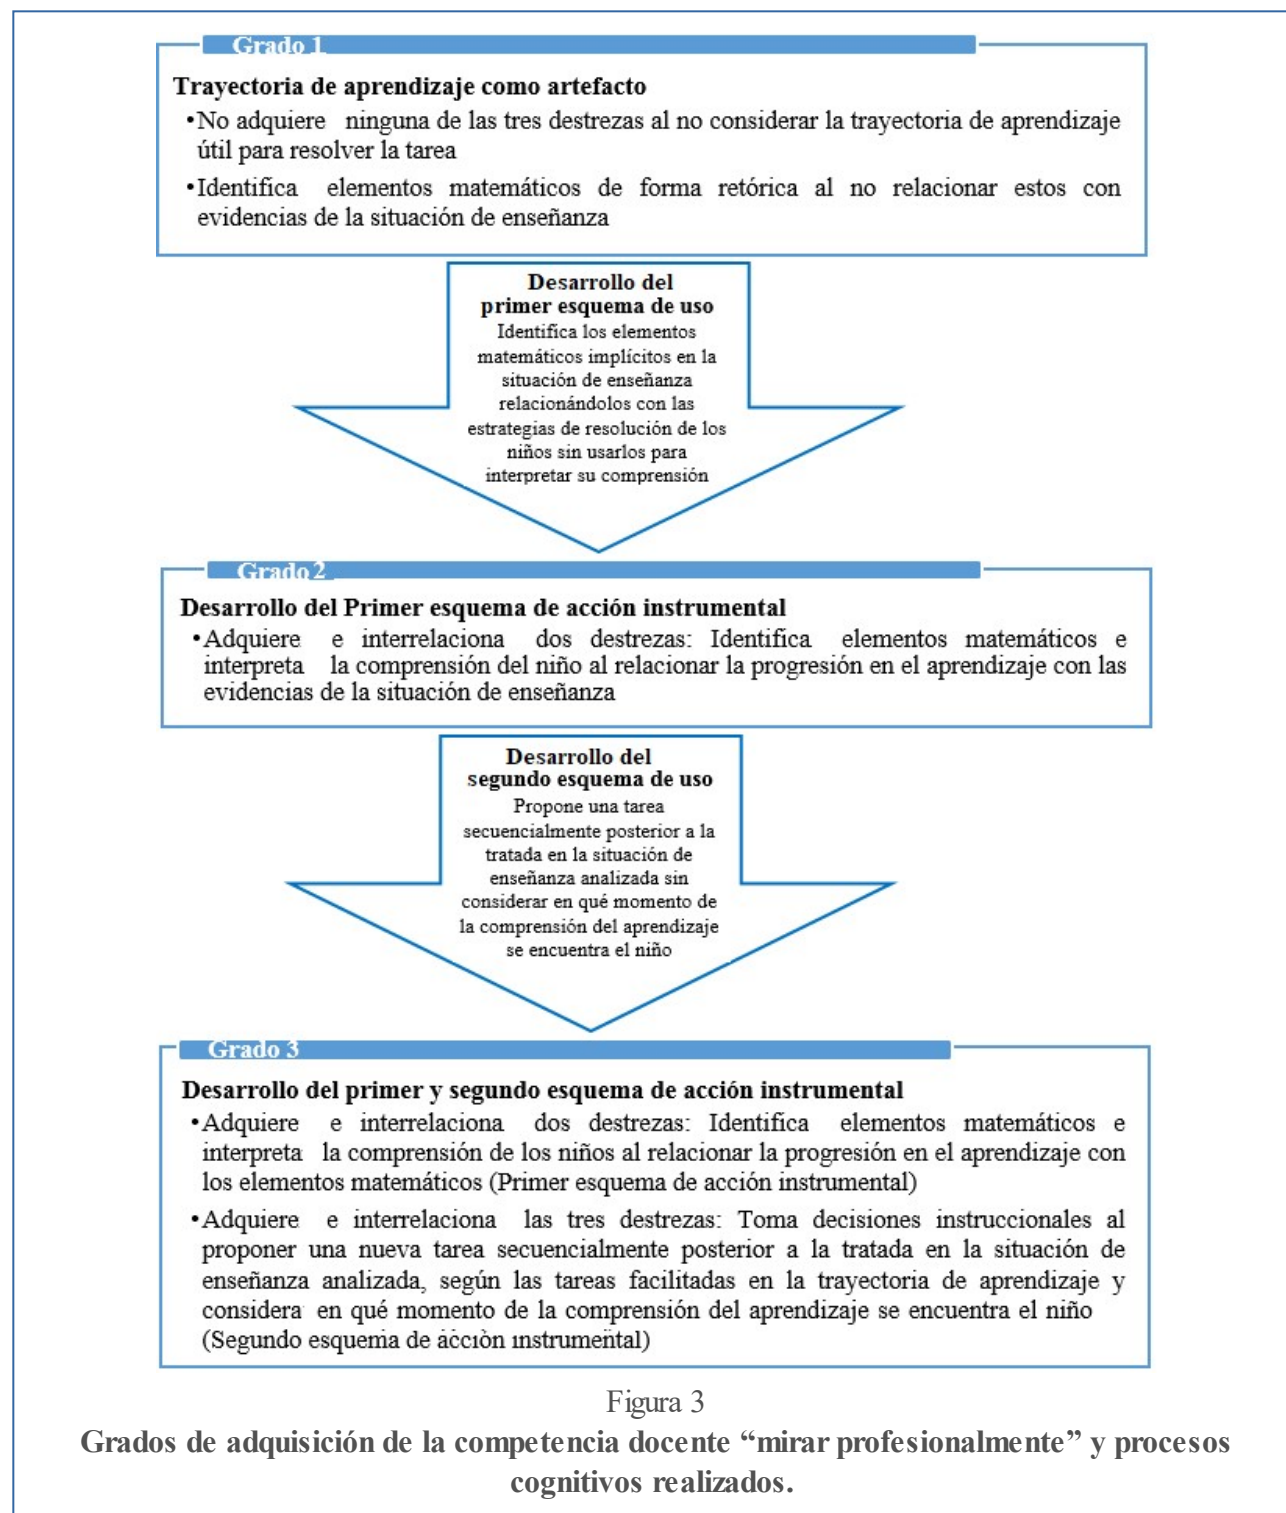 Grado 1
Trayectoria de aprendizaje como artefacto
•No adquiere ninguna de las tres destrezas al no considerar la trayectoria de aprendizaje
útil para resolver la tarea
•Identifica elementos matemáticos de forma retórica al no relacionar estos con
evidencias de la situación de enseñanza
Desarrollo del
primer esquema de uso
Identifica los elementos
matemáticos implícitos en la
situación de enseñanza
relacionándolos con las
estrategias de resolución de los
niños sin usarlos para
interpretar su comprensión
Grado 2
Desarrollo del Primer esquema de acción instrumental
•Adquiere e interrelaciona dos destrezas: Identifica elementos matemáticos e
interpreta la comprensión del niño al relacionar la progresión en el aprendizaje con las
evidencias de la situación de enseñanza
Desarrollo del
segundo esquema de uso
Propone una tarea
secuencialmente posterior a la
tratada en la situación de
enseñanza analizada sin
considerar en qué momento de
la comprensión del aprendizaje
se encuentra el niño
Grado 3
Desarrollo del primer y segundo esquema de acción instrumental
•Adquiere e interrelaciona dos destrezas: Identifica elementos matemáticos e
interpreta la comprensión de los niños al relacionar la progresión en el aprendizaje con
los elementos matemáticos (Primer esquema de acción instrumental)
•Adquiere e interrelaciona las tres destrezas: Toma decisiones instruccionales al
proponer una nueva tarea secuencialmente posterior a la tratada en la situación de
enseñanza analizada, según las tareas facilitadas en la trayectoria de aprendizaje y
considera en qué momento de la comprensión del aprendizaje se encuentra el niño
(Segundo esquema de acción instrumental)
Figura 3
Grados de adquisición de la competencia docente “mirar profesionalmente” y procesos
cognitivos realizados.